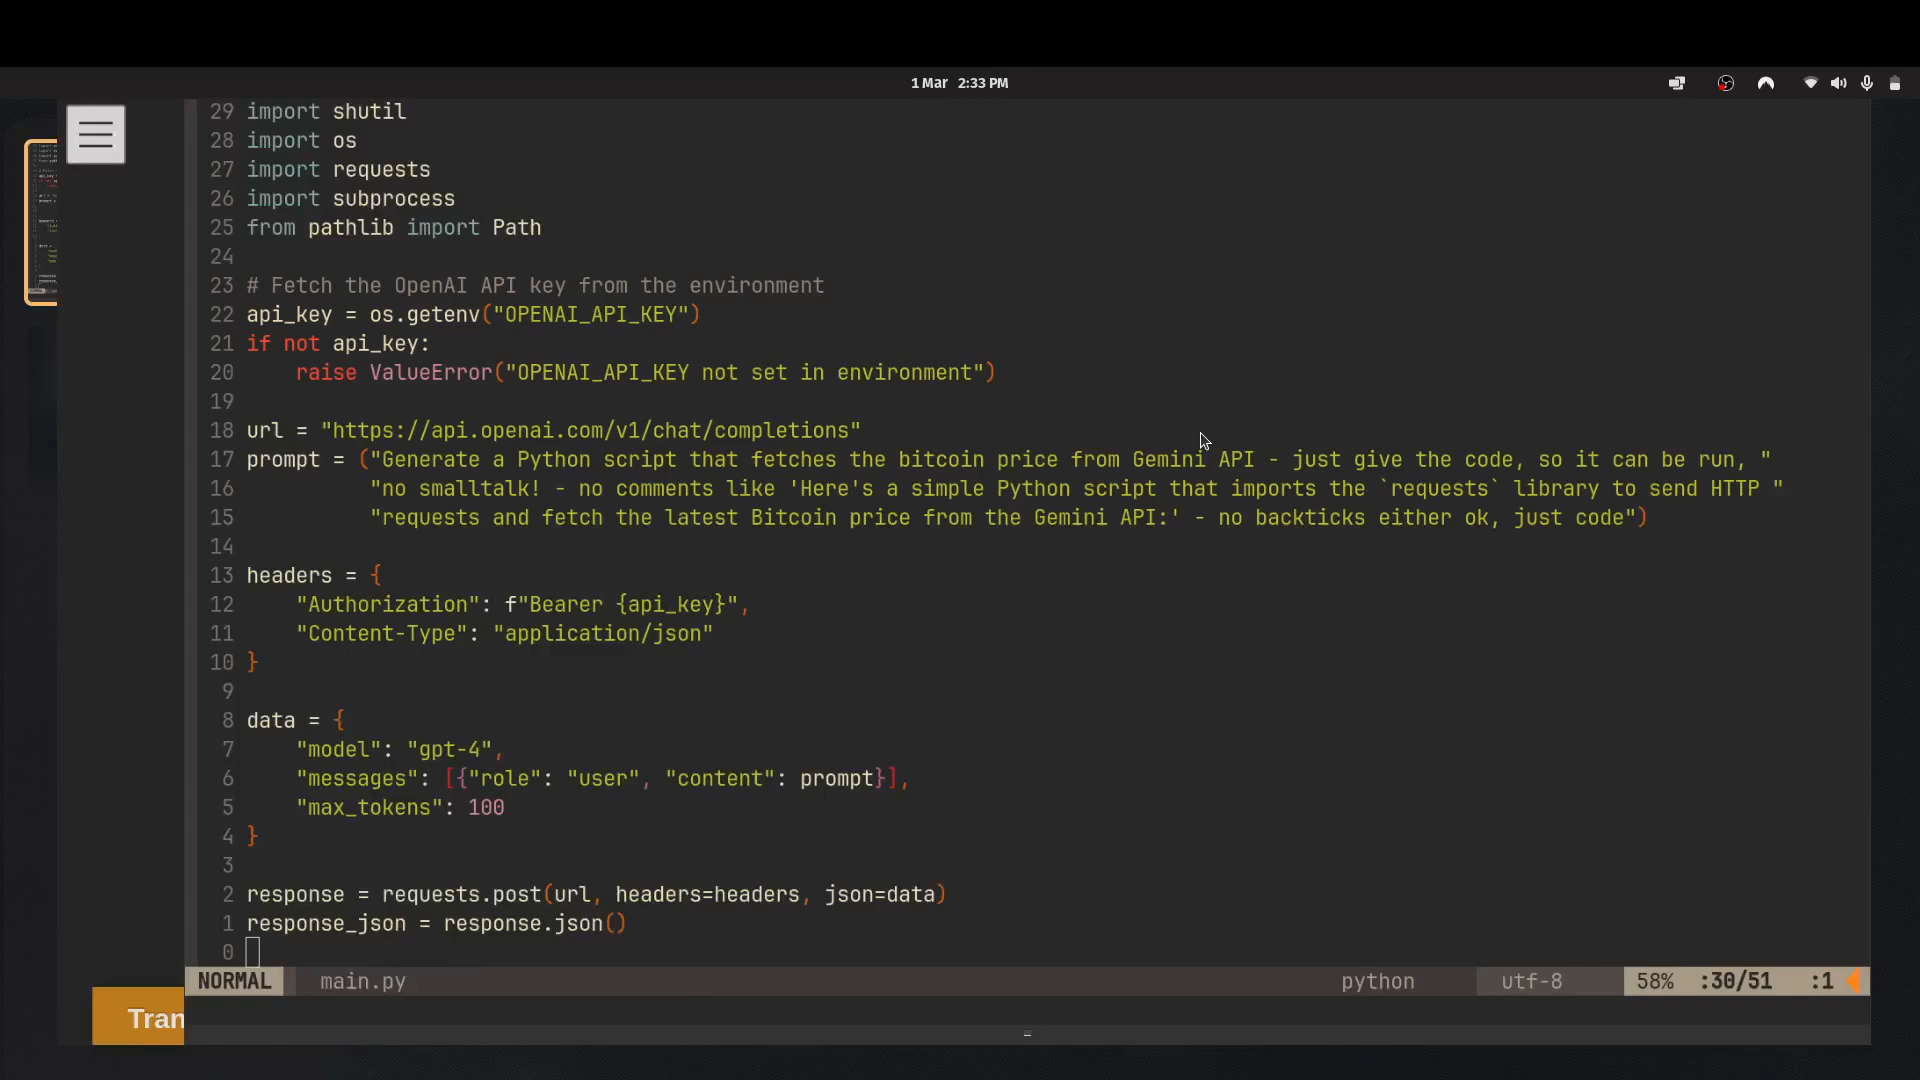 1 Mar 2:33 PM
29 import shutil
28 import os
27 import requests
26 import subprocess
25 from pathlib import Path
24
23 # Fetch the OpenAI API key from the environment
22 api_key = os.getenv("OPENAI_API_KEY")
21 if not api_key:
20     raise ValueError("OPENAI_API_KEY not set in environment")
19
18 url = "https://api.openai.com/v1/chat/completions"
17 prompt = ("Generate a Python script that fetches the bitcoin price from Gemini API - just give the code, so it can be run, "
16           "no smalltalk! - no comments like 'Here's a simple Python script that imports the `requests` library to send HTTP "
15           "requests and fetch the latest Bitcoin price from the Gemini API:' - no backticks either ok, just code")
14
13 headers = {
12     "Authorization": f"Bearer {api_key}",
11     "Content-Type": "application/json"
10 }
9
8 data = {
7     "model": "gpt-4",
6     "messages": [{"role": "user", "content": prompt}],
5     "max_tokens": 100
4 }
3
2 response = requests.post(url, headers=headers, json=data)
1 response_json = response.json()
0
NORMAL main.py python utf-8 58% :30/51 :1
Tran